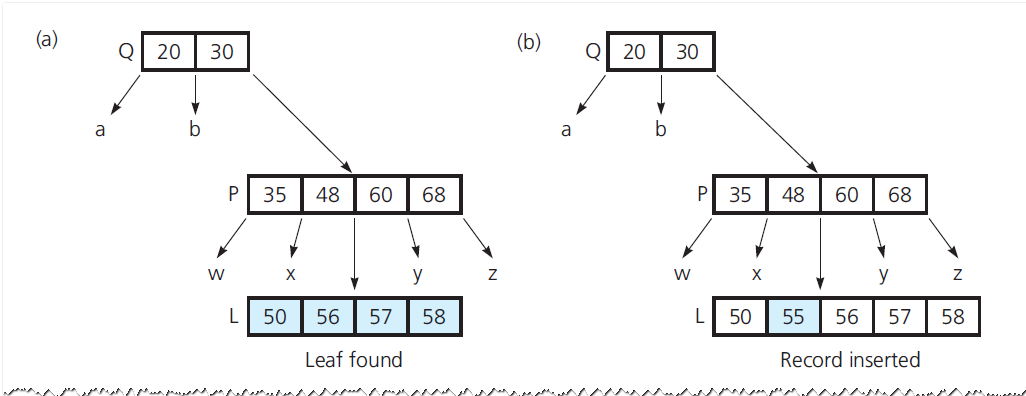 (a)
Q 20 30
a b
P 35 48 60 68
w x y z
L 50 56 57 58
Leaf found
(b)
Q 20 30
a b
P 35 48 60 68
w x y z
L 50 55 56 57 58
Record inserted